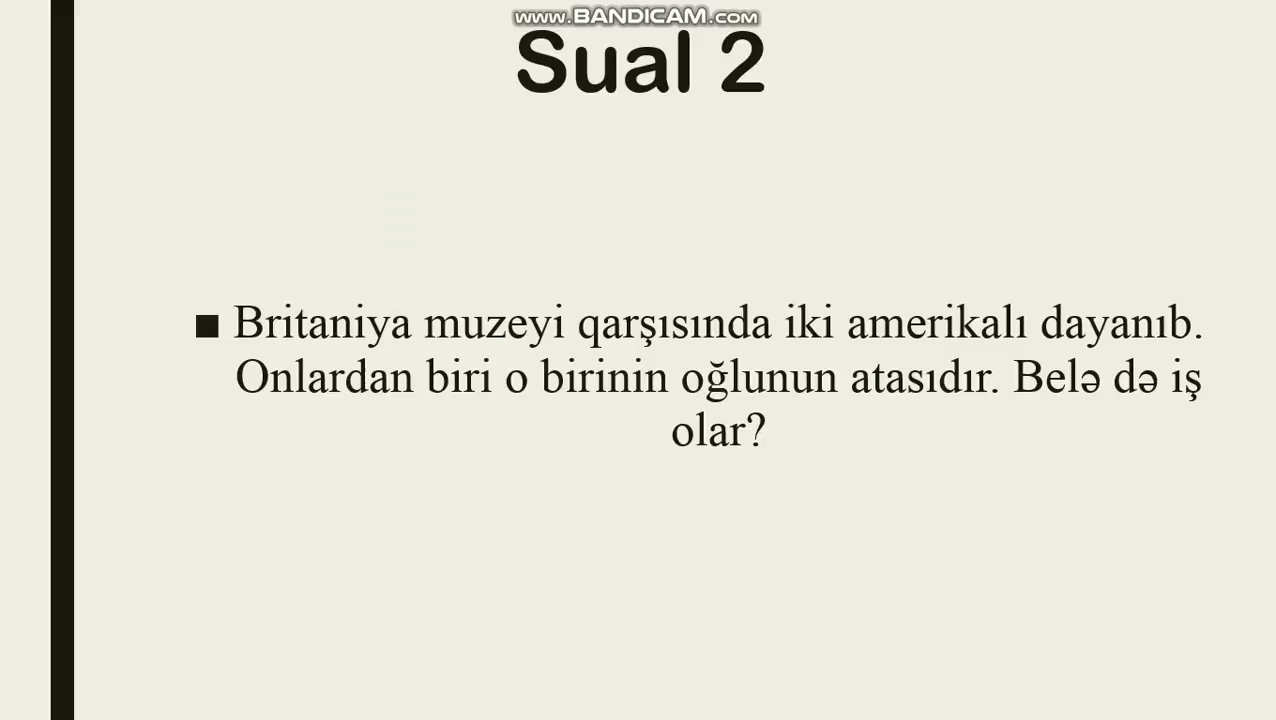 www.BANDICAM.com
Sual 2
■ Britaniya muzeyi qarşısında iki amerikalı dayanıb.
Onlardan biri o birinin oğlunun atasıdır. Belə də iş
olar?